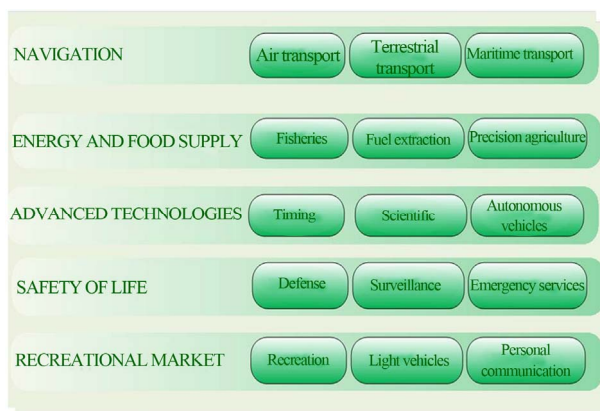 NAVIGATION
Air transport
Terrestrial
transport
Maritime transport
ENERGY AND FOOD SUPPLY
Fisheries
Fuel extraction
Precision agriculture
ADVANCED TECHNOLOGIES
Timing
Scientific
Autonomous
vehicles
SAFETY OF LIFE
Defense
Surveillance
Emergency services
RECREATIONAL MARKET
Recreation
Light vehicles
Personal
communication